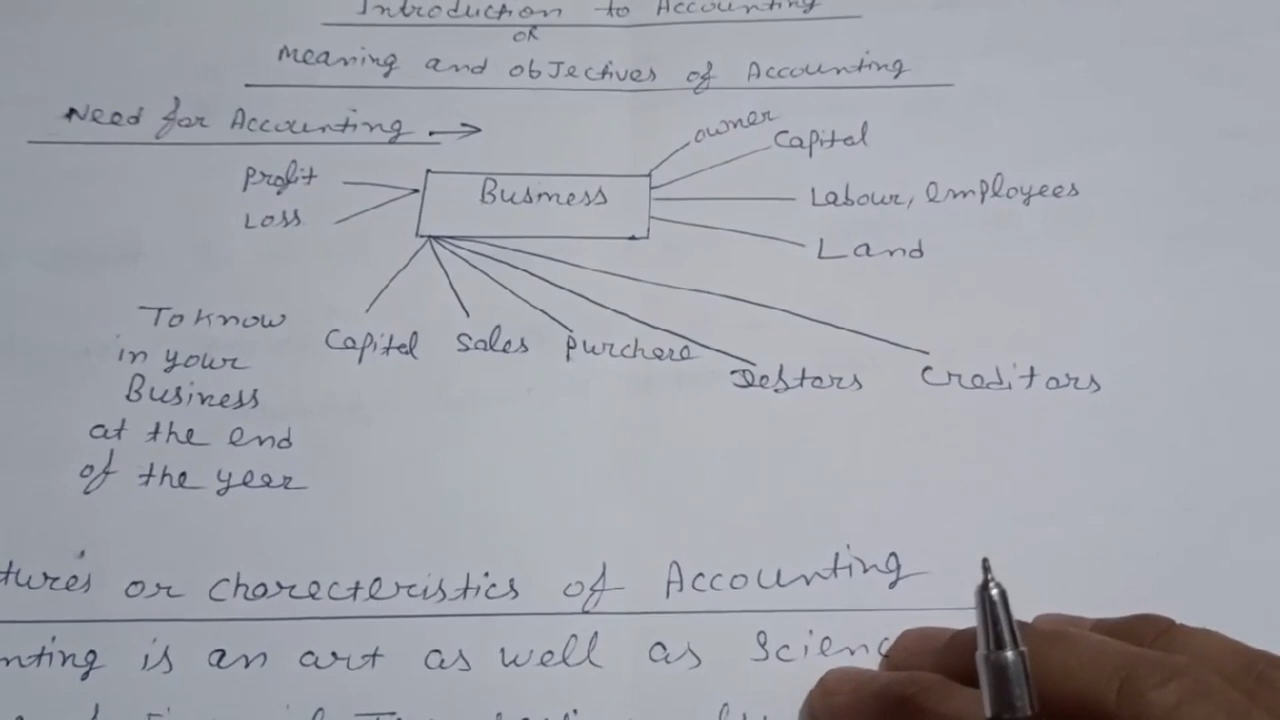 Introduction to Accounting
OR
Meaning and objectives of Accounting
Need for Accounting →
owner
Capital
Profit
Business
Labour, employees
Loss
Land
To Know
in your
Business
at the end
of the year
Capital Sales Purchase
Debtors Creditors
tures or charecteristics of Accounting
nting is an art as well as Scienc